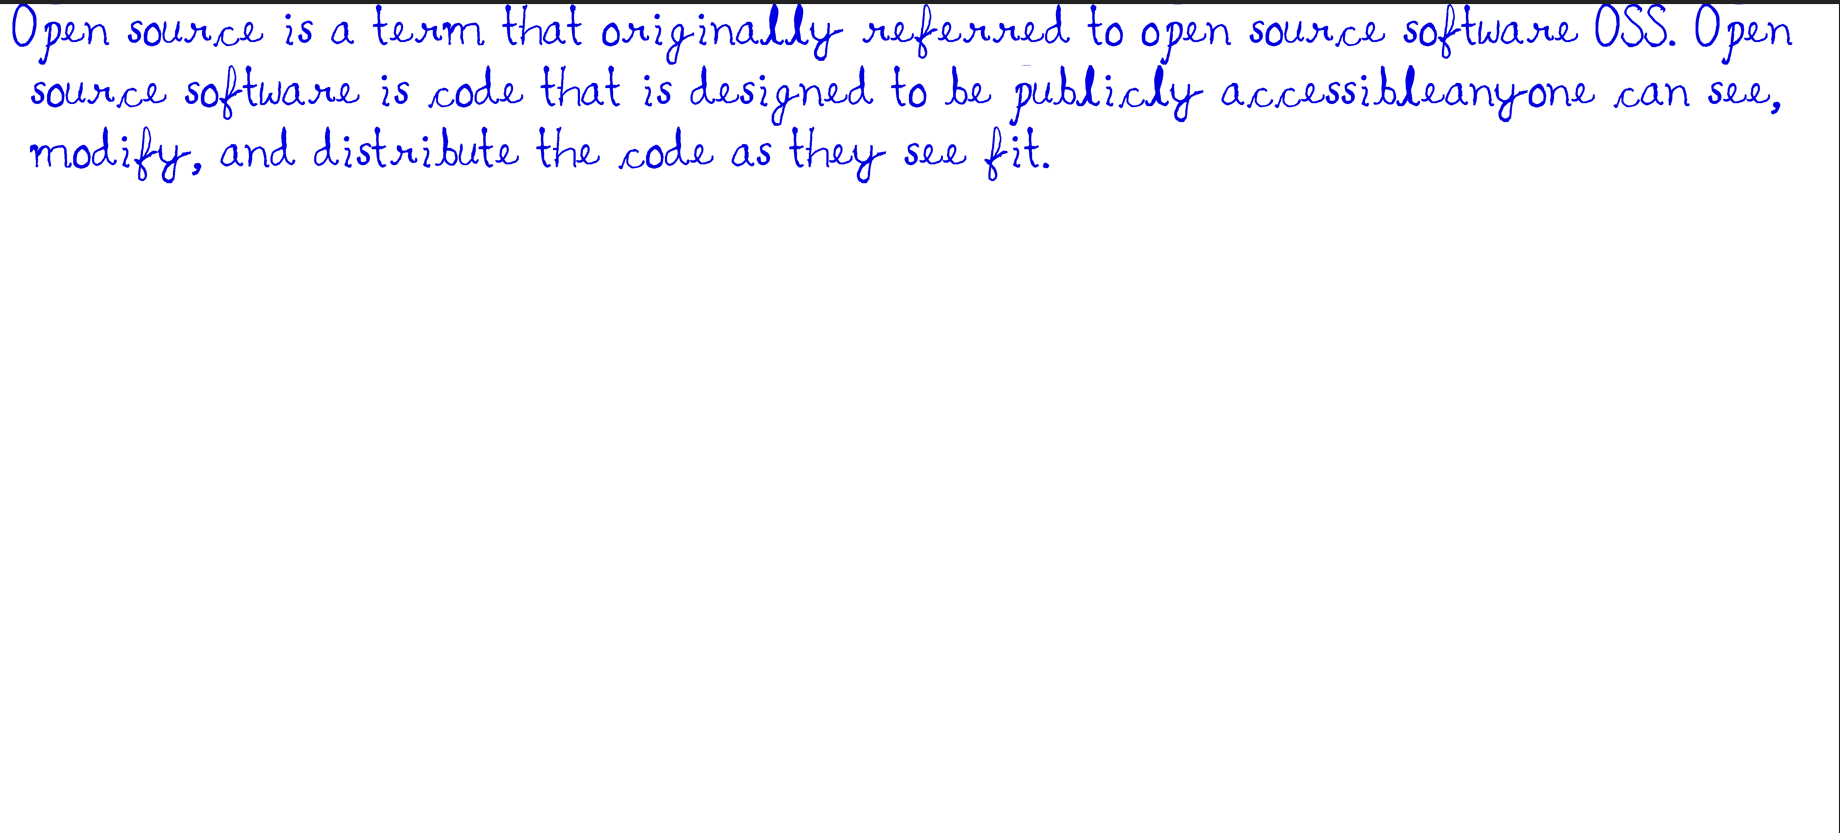 Open source is a term that originally referred to open source software OSS. Open
source software is code that is designed to be publicly accessibleanyone can see,
modify, and distribute the code as they see fit.